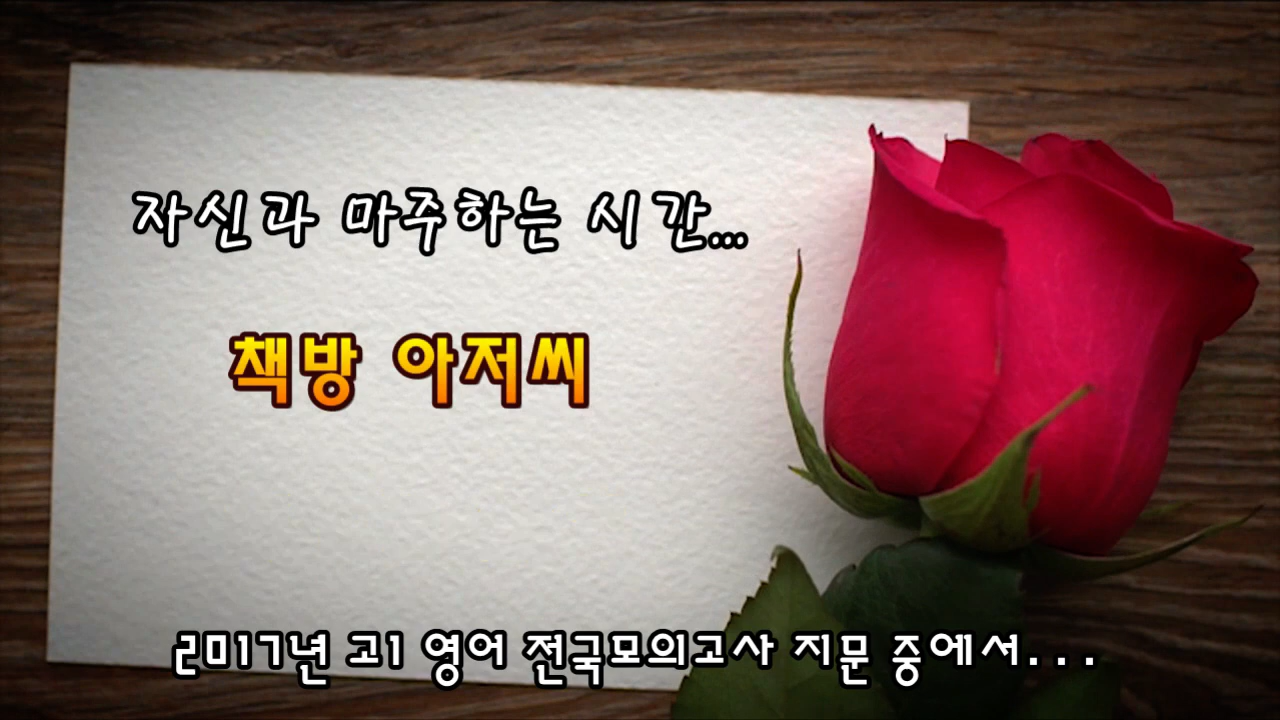 자신과 마주하는 시간...
책방 아저씨
2017년 고1 영어 전국모의고사 지문 중에서...